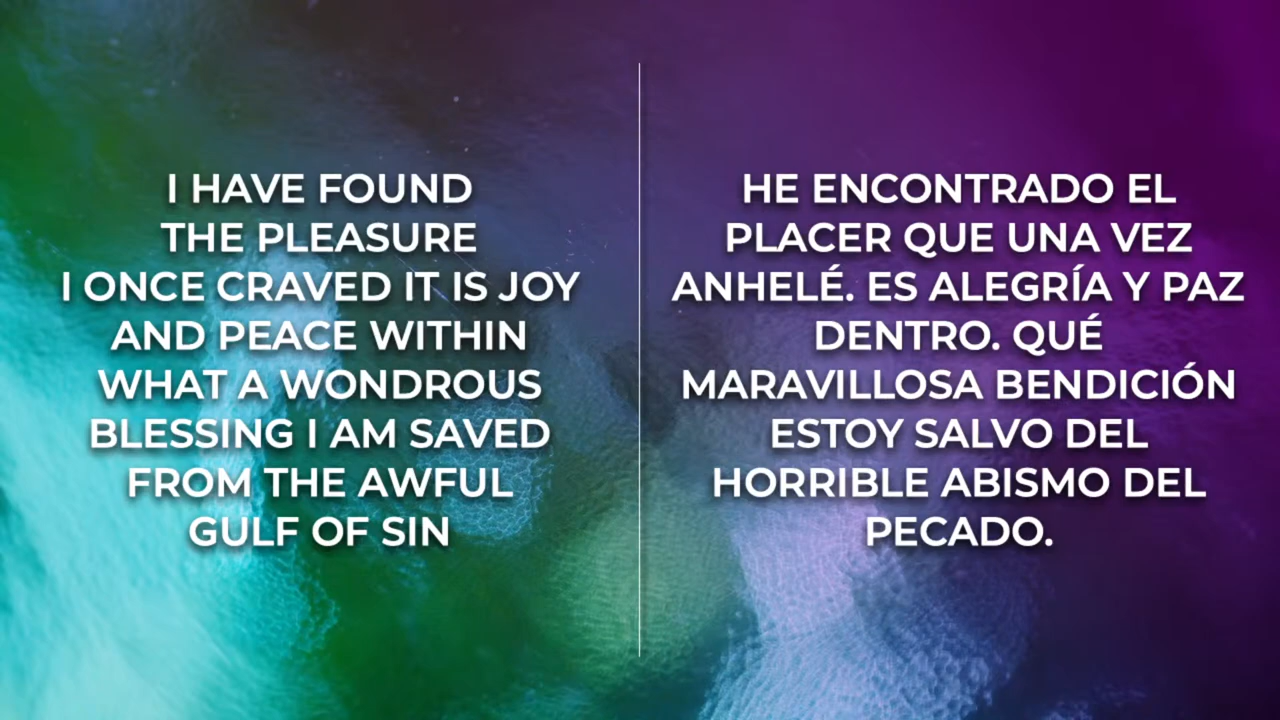 I HAVE FOUND
THE PLEASURE
I ONCE CRAVED IT IS JOY
AND PEACE WITHIN
WHAT A WONDROUS
BLESSING I AM SAVED
FROM THE AWFUL
GULF OF SIN
HE ENCONTRADO EL
PLACER QUE UNA VEZ
ANHELÉ. ES ALEGRÍA Y PAZ
DENTRO. QUÉ
MARAVILLOSA BENDICIÓN
ESTOY SALVO DEL
HORRIBLE ABISMO DEL
PECADO.